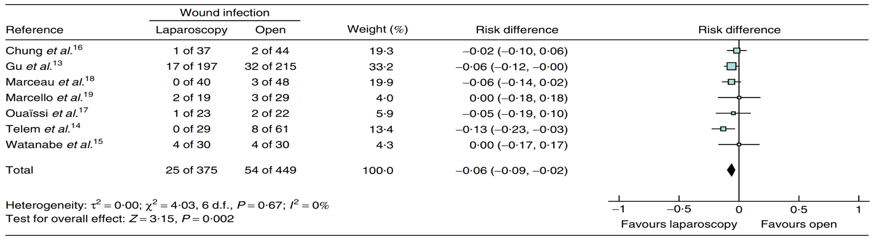 Wound infection
Reference Laparoscopy Open Weight (%) Risk difference Risk difference
Chung et al.16 1 of 37 2 of 44 19·3 −0·02 (−0·10, 0·06)
Gu et al.13 17 of 197 32 of 215 33·2 −0·06 (−0·12, −0·00)
Marceau et al.18 0 of 40 3 of 48 19·9 −0·06 (−0·14, 0·02)
Marcello et al.19 2 of 19 3 of 29 4·0 0·00 (−0·18, 0·18)
Ouaïssi et al.17 1 of 23 2 of 22 5·9 −0·05 (−0·19, 0·10)
Telem et al.14 0 of 29 8 of 61 13·4 −0·13 (−0·23, −0·03)
Watanabe et al.15 4 of 30 4 of 30 4·3 0·00 (−0·17, 0·17)
Total 25 of 375 54 of 449 100·0 −0·06 (−0·09, −0·02)
Heterogeneity: τ2 = 0·00; χ2 = 4·03, 6 d.f., P = 0·67; I2 = 0%
Test for overall effect: Z = 3·15, P = 0·002
−1 −0·5 0 0·5 1
Favours laparoscopy Favours open